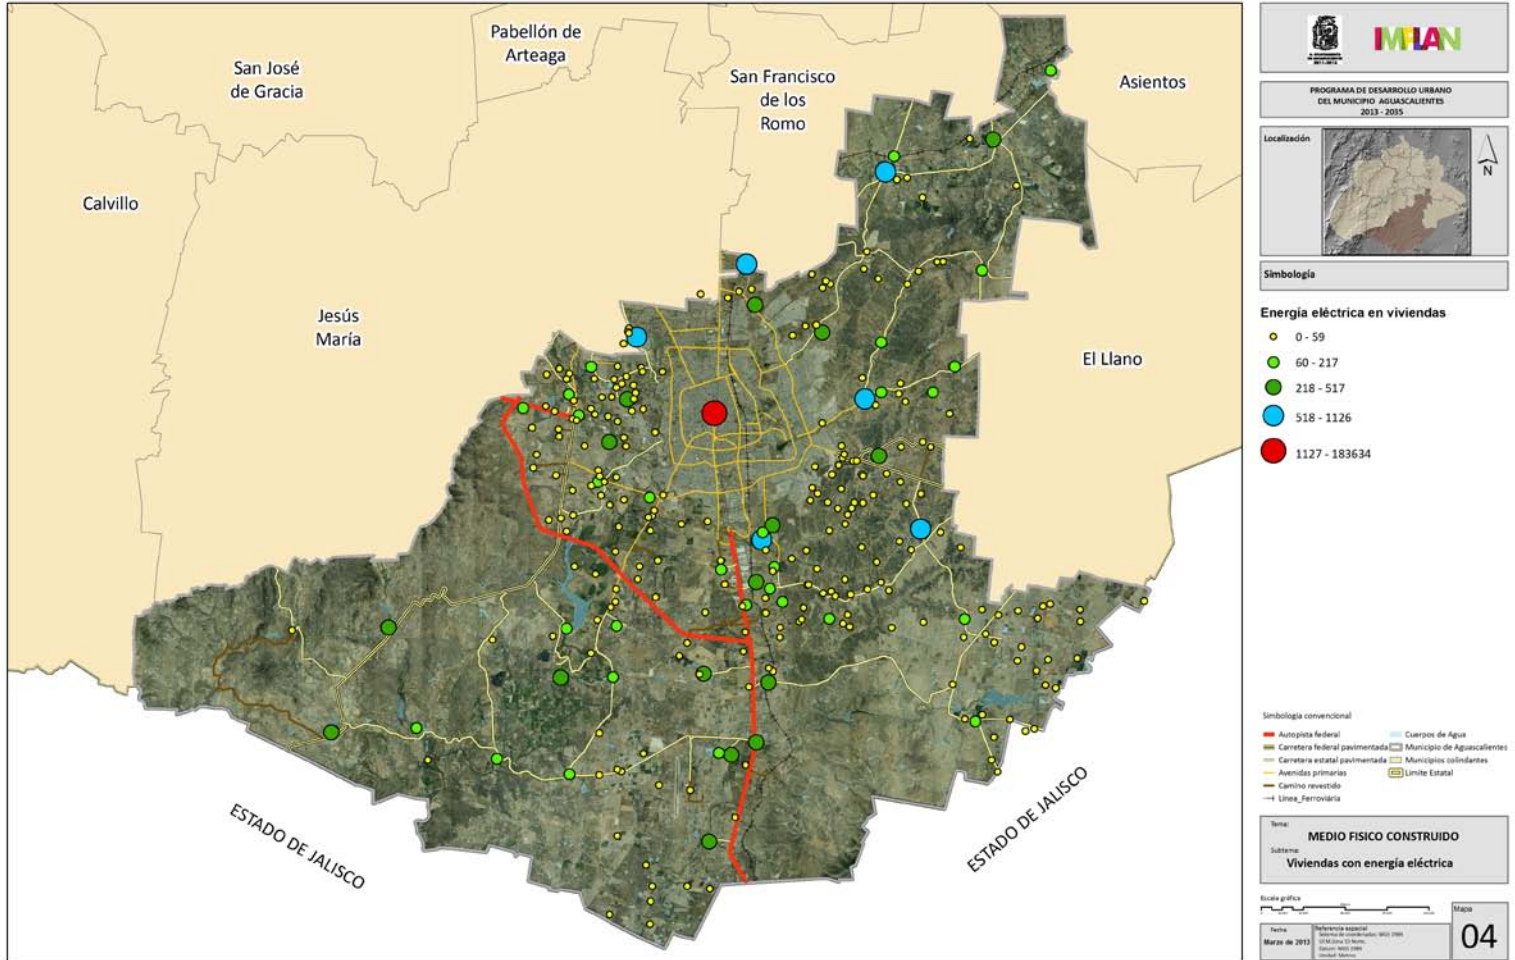 Pabellón de
Arteaga
San José
de Gracia
San Francisco
de los
Romo
Asientos
Calvillo
Jesús
María
El Llano
ESTADO DE JALISCO
ESTADO DE JALISCO
IMPLAN
PROGRAMA DE DESARROLLO URBANO
DEL MUNICIPIO AGUASCALIENTES
2013 - 2035
Localización
N
Simbología
Energía eléctrica en viviendas
0 - 59
60 - 217
218 - 517
518 - 1126
1127 - 183634
Simbología convencional
Autopista federal
Carretera federal pavimentada
Carretera estatal pavimentada
Avenidas primarias
Camino revestido
Línea_Ferroviária
Cuerpos de Agua
Municipio de Aguascalientes
Municipios colindantes
Limite Estatal
Tema:
MEDIO FISICO CONSTRUIDO
Subtema:
Viviendas con energía eléctrica
Escala gráfica
Fecha
Marzo de 2013
Referencia espacial
Mapa
04